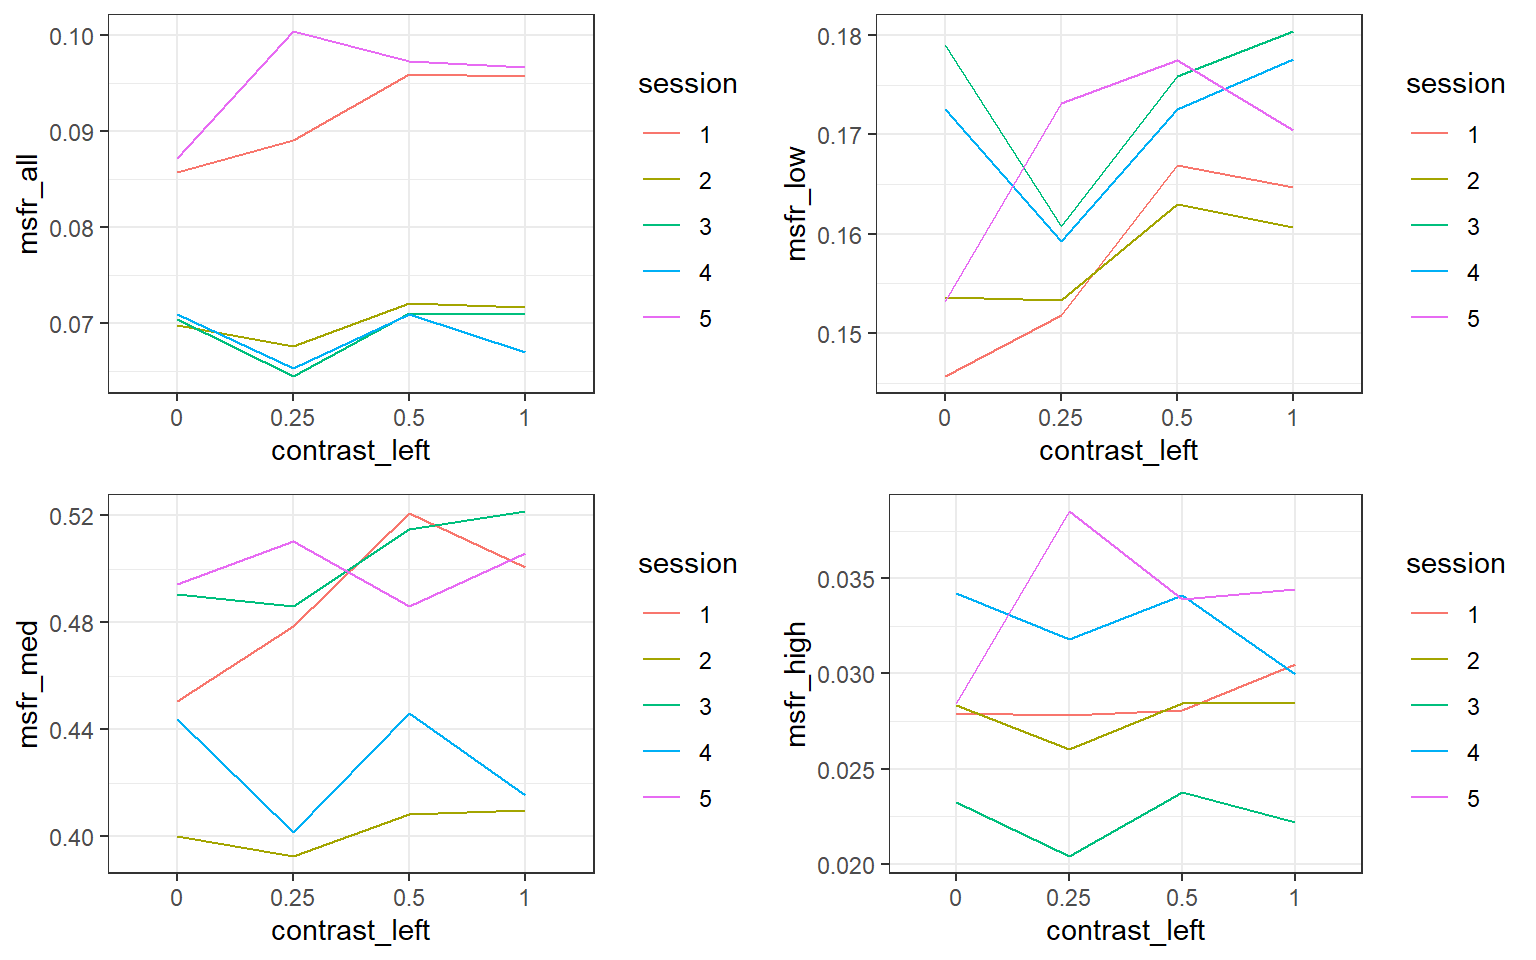 msfr_all
0.10
0.09
0.08
0.07
0 0.25 0.5 1
contrast_left
session
1
2
3
4
5
msfr_low
0.18
0.17
0.16
0.15
0 0.25 0.5 1
contrast_left
session
1
2
3
4
5
msfr_med
0.52
0.48
0.44
0.40
0 0.25 0.5 1
contrast_left
session
1
2
3
4
5
msfr_high
0.035
0.030
0.025
0.020
0 0.25 0.5 1
contrast_left
session
1
2
3
4
5